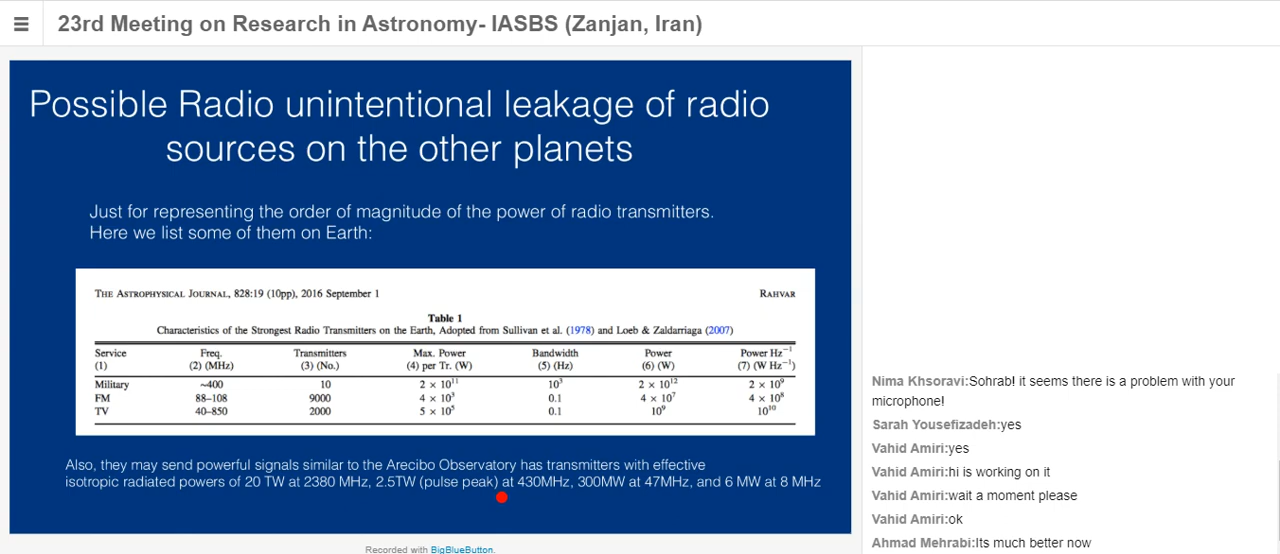 23rd Meeting on Research in Astronomy- IASBS (Zanjan, Iran)
Possible Radio unintentional leakage of radio
sources on the other planets
Just for representing the order of magnitude of the power of radio transmitters.
Here we list some of them on Earth:
THE ASTROPHYSICAL JOURNAL, 828:19 (10pp), 2016 September 1 RAHVAR
Table 1
Characteristics of the Strongest Radio Transmitters on the Earth, Adopted from Sullivan et al. (1978) and Loeb & Zaldarriaga (2007)
Service Freq. Transmitters Max. Power Bandwidth Power Power Hz⁻¹
(1) (2) (MHz) (3) (No.) (4) per Tr. (W) (5) (Hz) (6) (W) (7) (W Hz⁻¹)
Military ~400 10 2 × 10¹¹ 10³ 2 × 10¹² 2 × 10⁹
FM 88–108 9000 4 × 10³ 0.1 4 × 10⁷ 4 × 10⁸
TV 40–850 2000 5 × 10⁵ 0.1 10⁹ 10¹⁰
Also, they may send powerful signals similar to the Arecibo Observatory has transmitters with effective
isotropic radiated powers of 20 TW at 2380 MHz, 2.5TW (pulse peak) at 430MHz, 300MW at 47MHz, and 6 MW at 8 MHz
Recorded with BigBlueButton.
Nima Khsoravi:Sohrab! it seems there is a problem with your
microphone!
Sarah Yousefizadeh:yes
Vahid Amiri:yes
Vahid Amiri:hi is working on it
Vahid Amiri:wait a moment please
Vahid Amiri:ok
Ahmad Mehrabi:Its much better now